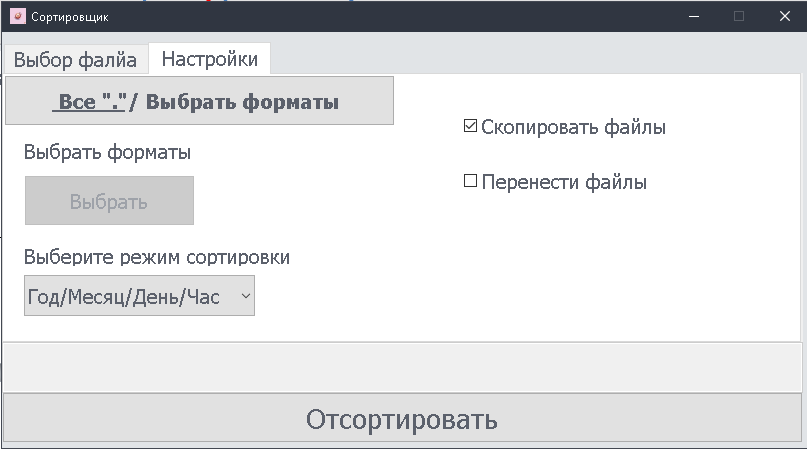 Сортировщик
Выбор фалйа
Настройки
Все "."/ Выбрать форматы
Скопировать файлы
Выбрать форматы
Перенести файлы
Выбрать
Выберите режим сортировки
Год/Месяц/День/Час
Отсортировать